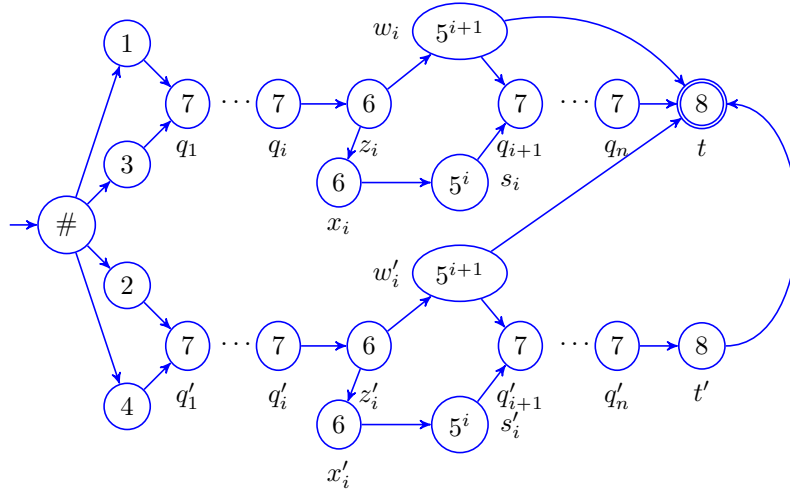 1 w_i 5^{i+1}
7 ··· 7 6 7 ··· 7 8
q_1 q_i z_i q_{i+1} q_n t
3 6 5^i s_i
x_i
#
2 w'_i 5^{i+1}
7 ··· 7 6 7 ··· 7 8
q'_1 q'_i z'_i q'_{i+1} q'_n t'
4 6 5^i s'_i
x'_i